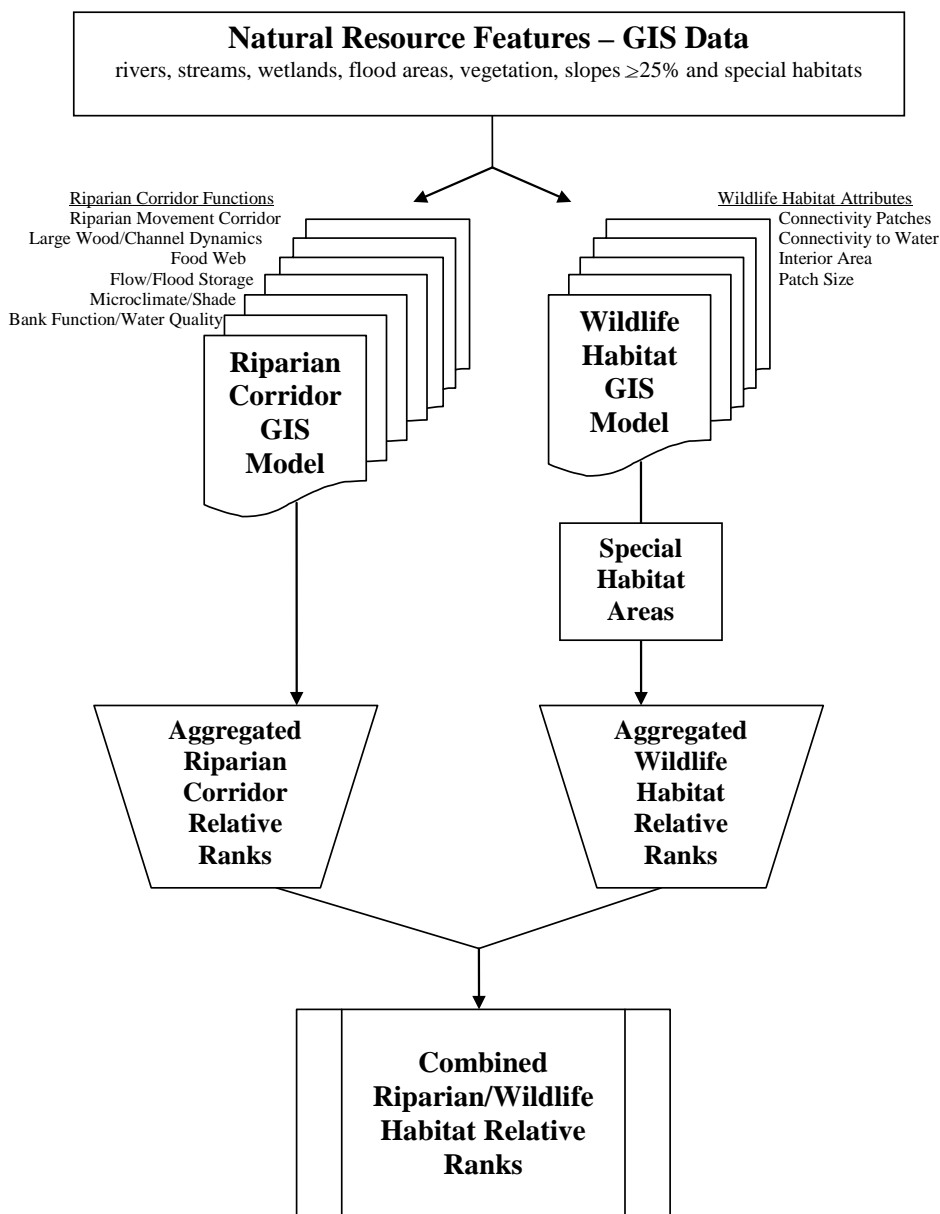 Natural Resource Features – GIS Data
rivers, streams, wetlands, flood areas, vegetation, slopes ≥25% and special habitats
Riparian Corridor Functions
Riparian Movement Corridor
Large Wood/Channel Dynamics
Food Web
Flow/Flood Storage
Microclimate/Shade
Bank Function/Water Quality
Wildlife Habitat Attributes
Connectivity Patches
Connectivity to Water
Interior Area
Patch Size
Riparian
Corridor
GIS
Model
Wildlife
Habitat
GIS
Model
Special
Habitat
Areas
Aggregated
Riparian
Corridor
Relative
Ranks
Aggregated
Wildlife
Habitat
Relative
Ranks
Combined
Riparian/Wildlife
Habitat Relative
Ranks